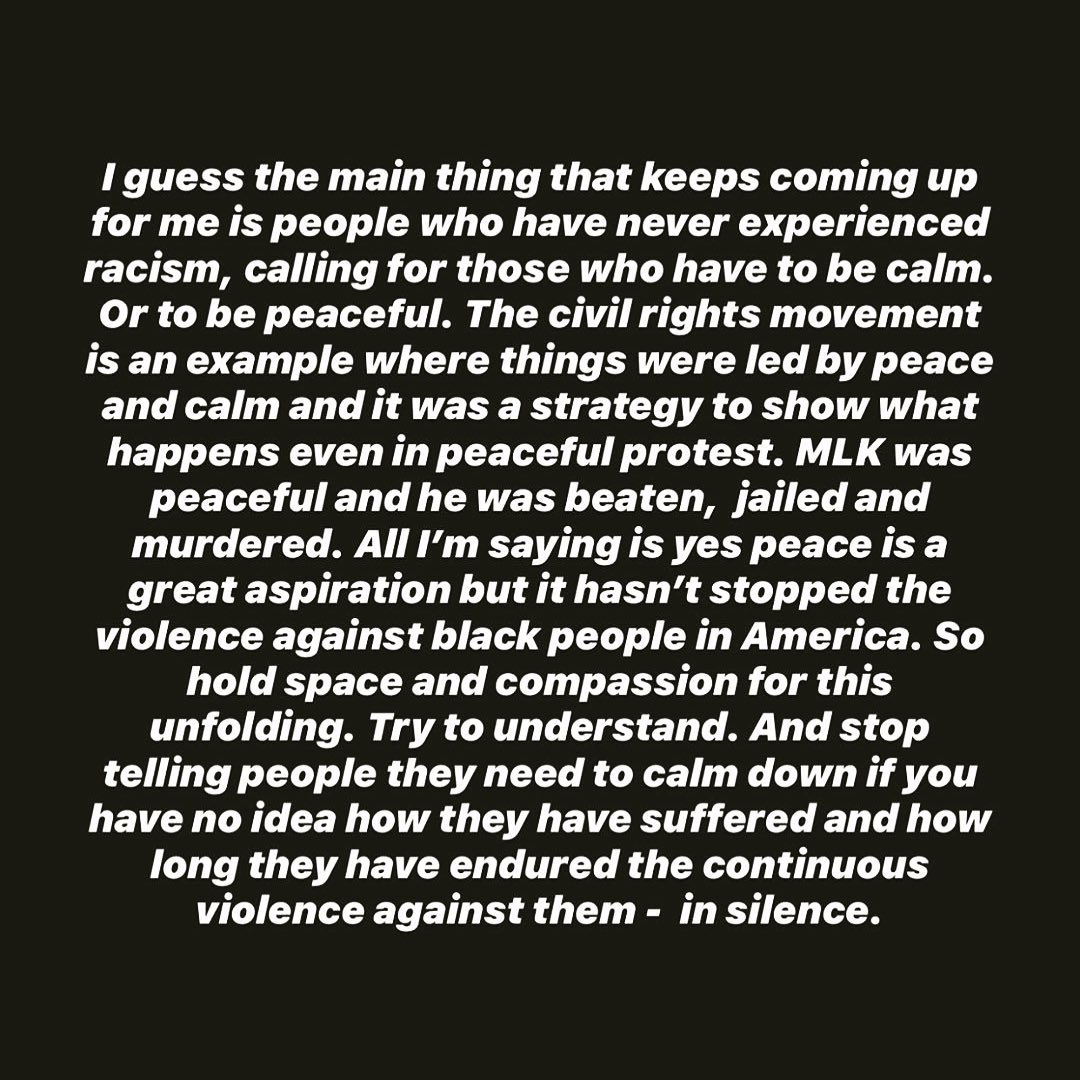 I guess the main thing that keeps coming up
for me is people who have never experienced
racism, calling for those who have to be calm.
Or to be peaceful. The civil rights movement
is an example where things were led by peace
and calm and it was a strategy to show what
happens even in peaceful protest. MLK was
peaceful and he was beaten,  jailed and
murdered. All I’m saying is yes peace is a
great aspiration but it hasn’t stopped the
violence against black people in America. So
hold space and compassion for this
unfolding. Try to understand. And stop
telling people they need to calm down if you
have no idea how they have suffered and how
long they have endured the continuous
violence against them -  in silence.